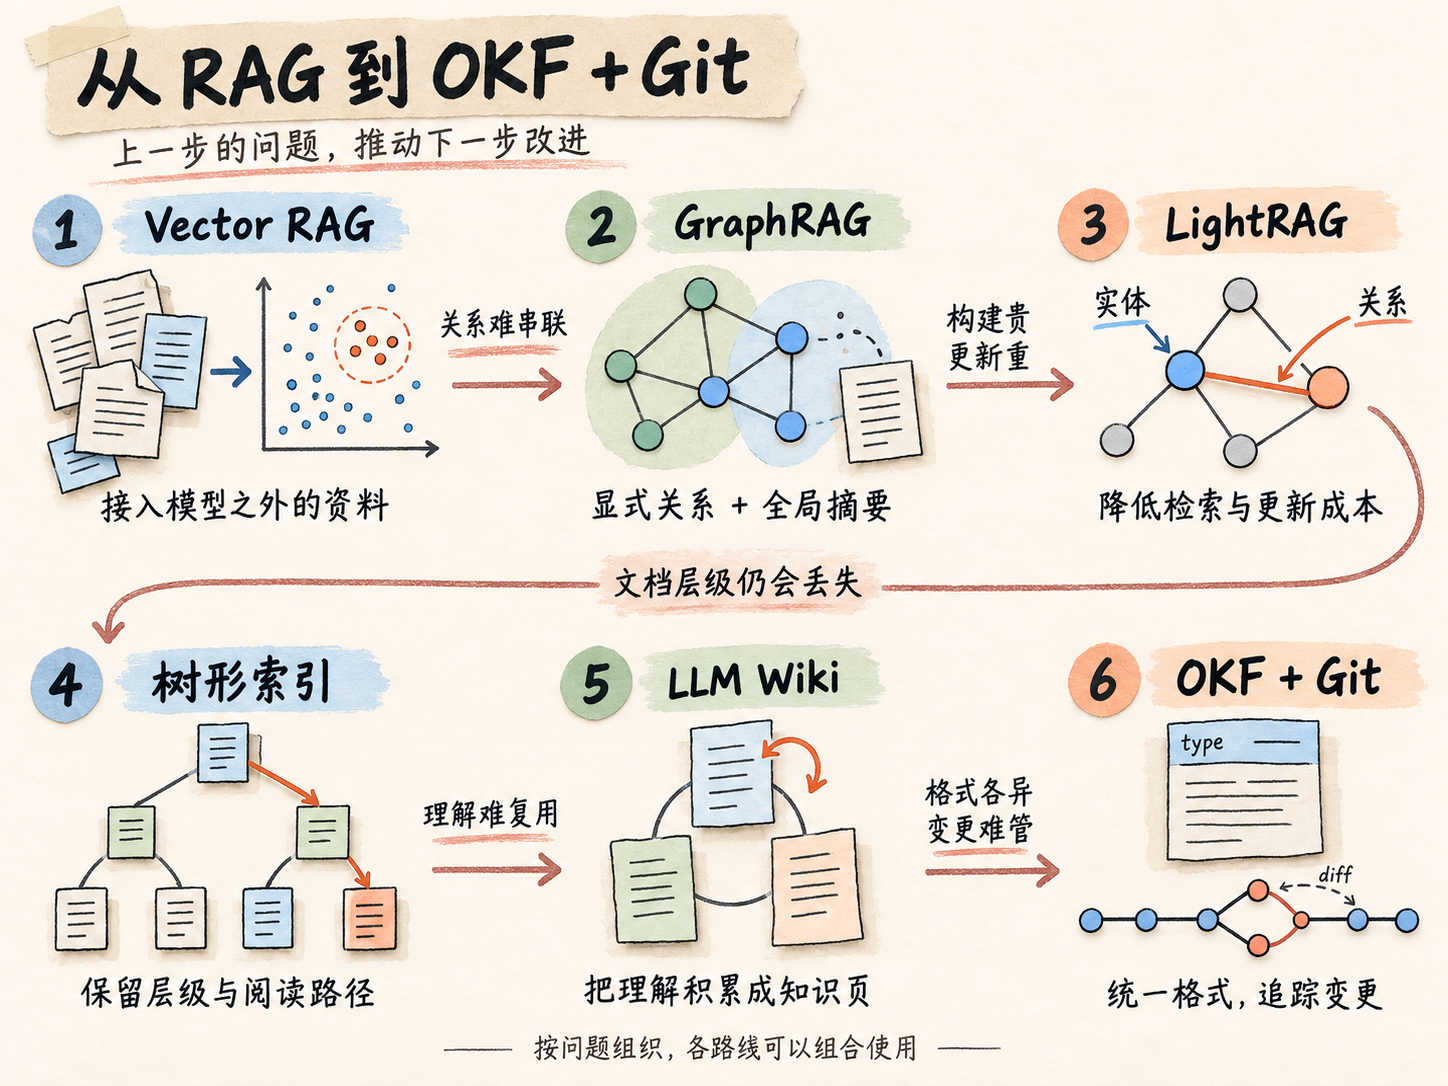 从 RAG 到 OKF + Git
上一步的问题，推动下一步改进
1 Vector RAG
接入模型之外的资料
关系难串联
2 GraphRAG
显式关系 + 全局摘要
构建贵
更新重
3 LightRAG
实体
关系
降低检索与更新成本
文档层级仍会丢失
4 树形索引
保留层级与阅读路径
理解难复用
5 LLM Wiki
把理解积累成知识页
格式各异
变更难管
6 OKF + Git
type
diff
统一格式，追踪变更
按问题组织，各路线可以组合使用